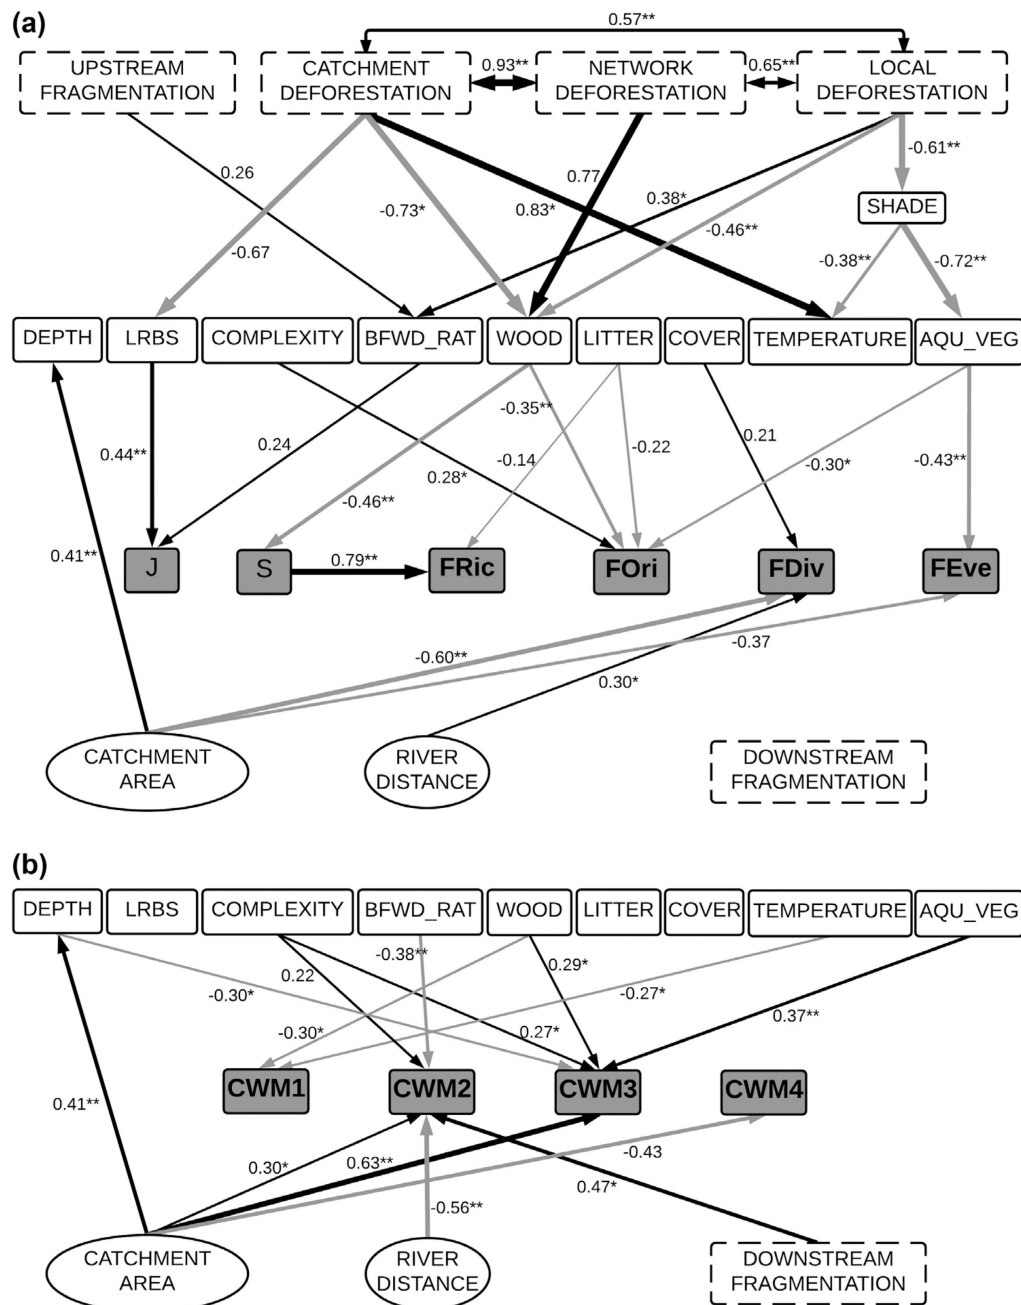 (a)
0.57**
UPSTREAM
FRAGMENTATION
CATCHMENT
DEFORESTATION
0.93**
NETWORK
DEFORESTATION
0.65**
LOCAL
DEFORESTATION
-0.61**
0.26
0.77
0.38*
-0.73*
0.83*
SHADE
-0.46**
-0.67
-0.38**
-0.72**
DEPTH
LRBS
COMPLEXITY
BFWD_RAT
WOOD
LITTER
COVER
TEMPERATURE
AQU_VEG
-0.35**
0.44**
0.24
0.28*
-0.14
-0.22
0.21
-0.30*
-0.43**
-0.46**
0.41**
J
S
0.79**
FRic
FOri
FDiv
FEve
-0.60**
-0.37
0.30*
CATCHMENT
AREA
RIVER
DISTANCE
DOWNSTREAM
FRAGMENTATION
(b)
DEPTH
LRBS
COMPLEXITY
BFWD_RAT
WOOD
LITTER
COVER
TEMPERATURE
AQU_VEG
-0.38**
0.22
0.29*
-0.30*
-0.27*
0.37**
-0.30*
0.27*
CWM1
CWM2
CWM3
CWM4
0.41**
0.30*
0.63**
-0.43
0.47*
-0.56**
CATCHMENT
AREA
RIVER
DISTANCE
DOWNSTREAM
FRAGMENTATION